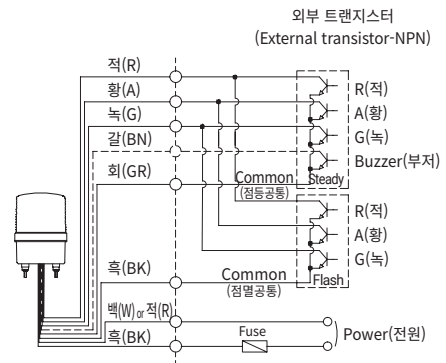 외부 트랜지스터
(External transistor-NPN)
적(R)
황(A)
녹(G)
갈(BN)
회(GR)
R(적)
A(황)
G(녹)
Buzzer(부저)
Common
(점등공통)
Steady
R(적)
A(황)
G(녹)
흑(BK)
Common
(점멸공통)
Flash
백(W) or 적(R)
흑(BK)
Fuse
Power(전원)